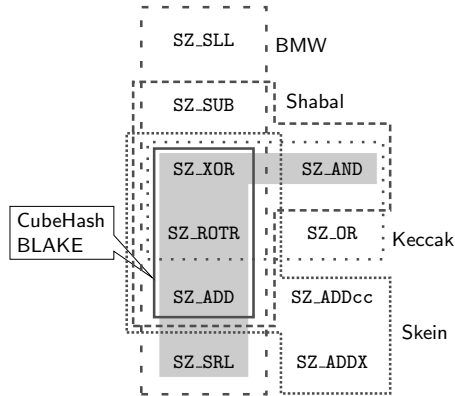 SZ_SLL
BMW
SZ_SUB
Shabal
SZ_XOR
SZ_AND
CubeHash
BLAKE
SZ_ROTR
SZ_OR
Keccak
SZ_ADD
SZ_ADDcc
Skein
SZ_SRL
SZ_ADDX